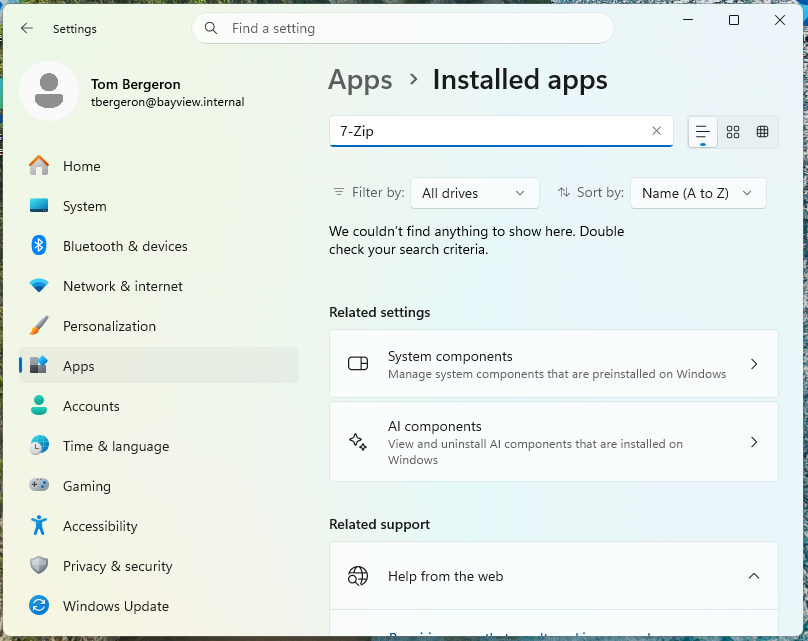 Settings
Find a setting
Tom Bergeron
tbergeron@bayview.internal
Home
System
Bluetooth & devices
Network & internet
Personalization
Apps
Accounts
Time & language
Gaming
Accessibility
Privacy & security
Windows Update
Apps › Installed apps
7-Zip
Filter by: All drives
Sort by: Name (A to Z)
We couldn’t find anything to show here. Double
check your search criteria.
Related settings
System components
Manage system components that are preinstalled on Windows
AI components
View and uninstall AI components that are installed on
Windows
Related support
Help from the web